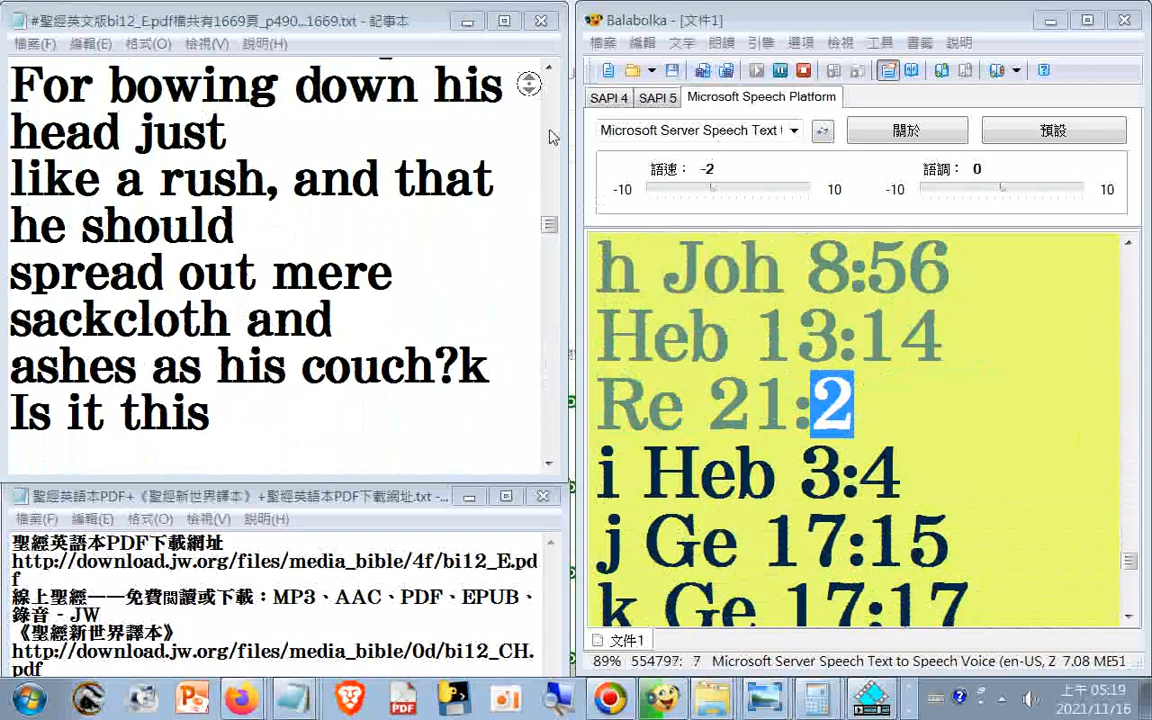 #聖經英文版bi12_E.pdf檔共有1669頁_p490...1669.txt - 記事本
檔案(F) 編輯(E) 格式(O) 檢視(V) 說明(H)
For bowing down his
head just
like a rush, and that
he should
spread out mere
sackcloth and
ashes as his couch?k
Is it this
聖經英語本PDF+《聖經新世界譯本》+聖經英語本PDF下載網址.txt -...
檔案(F) 編輯(E) 格式(O) 檢視(V) 說明(H)
聖經英語本PDF下載網址
http://download.jw.org/files/media_bible/4f/bi12_E.pd
f
線上聖經——免費閱讀或下載：MP3、AAC、PDF、EPUB、
錄音 - JW
《聖經新世界譯本》
http://download.jw.org/files/media_bible/0d/bi12_CH.
pdf
Balabolka - [文件1]
檔案 編輯 文字 朗讀 引擎 選項 檢視 工具 書籤 說明
SAPI 4 SAPI 5 Microsoft Speech Platform
Microsoft Server Speech Text 關於 預設
語速： -2 語調： 0
-10 10 -10 10
h Joh 8:56
Heb 13:14
Re 21:2
i Heb 3:4
j Ge 17:15
k Ge 17:17
文件1
89% 554797: 7 Microsoft Server Speech Text to Speech Voice (en-US, Z 7.08 ME51
PDF
上午 05:19
2021/11/16